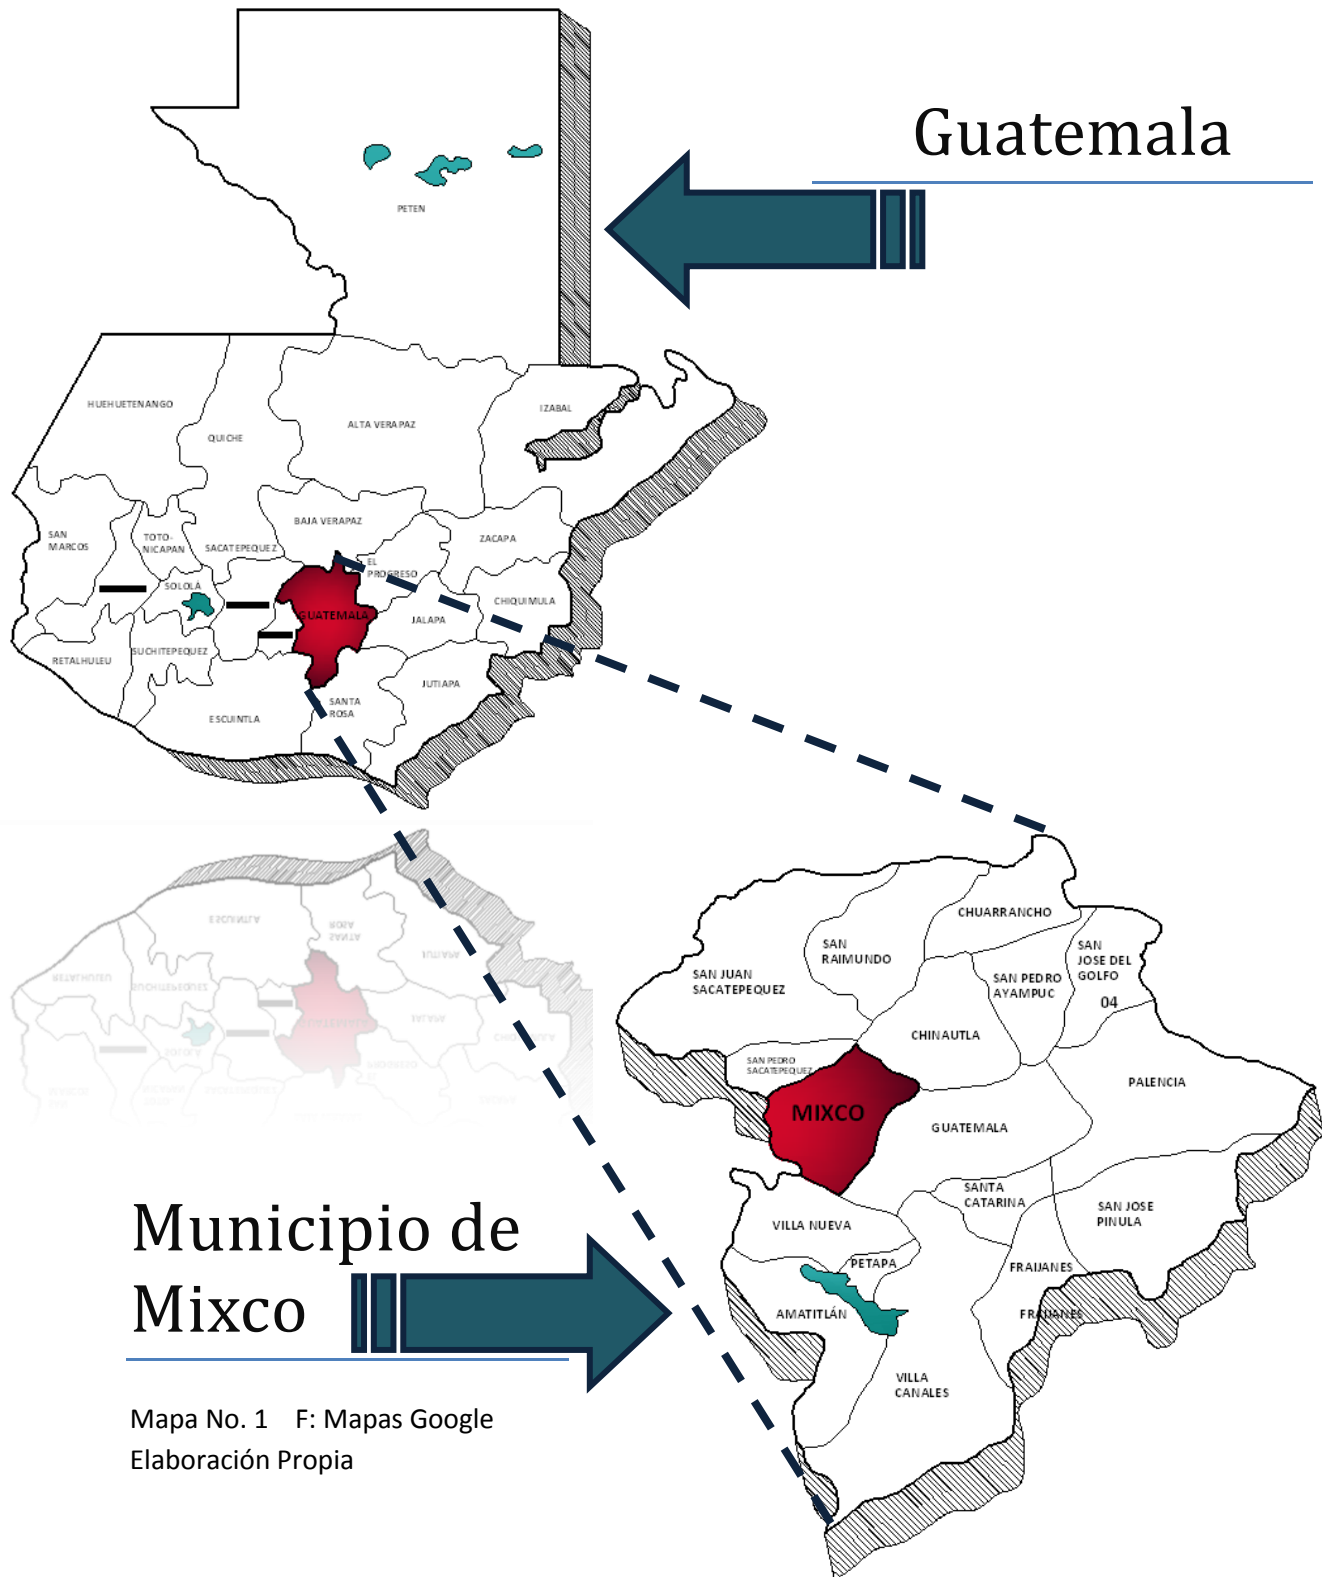 Guatemala
PETEN
HUEHUETENANGO
QUICHE
ALTA VERAPAZ
IZABAL
SAN
MARCOS
TOTO-
NICAPAN
SACATEPEQUEZ
BAJA VERAPAZ
ZACAPA
EL
PROGRESO
SOLOLÁ
GUATEMALA
JALAPA
CHIQUIMULA
RETALHULEU
SUCHITEPEQUEZ
ESCUINTLA
SANTA
ROSA
JUTIAPA
CHUARRANCHO
SAN
RAIMUNDO
SAN JUAN
SACATEPEQUEZ
SAN PEDRO
AYAMPUC
SAN
JOSE DEL
GOLFO
04
CHINAUTLA
SAN PEDRO
SACATEPEQUEZ
PALENCIA
MIXCO
GUATEMALA
SANTA
CATARINA
SAN JOSE
PINULA
VILLA NUEVA
PETAPA
FRAIJANES
AMATITLÁN
FRAIJANES
VILLA
CANALES
Municipio de
Mixco
Mapa No. 1 F: Mapas Google
Elaboración Propia